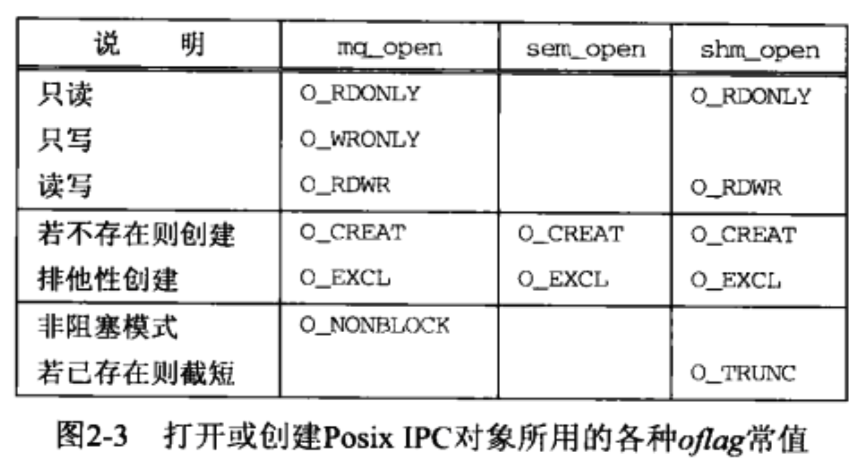 说 明 mq_open sem_open shm_open
只读 O_RDONLY O_RDONLY
只写 O_WRONLY
读写 O_RDWR O_RDWR
若不存在则创建 O_CREAT O_CREAT O_CREAT
排他性创建 O_EXCL O_EXCL O_EXCL
非阻塞模式 O_NONBLOCK
若已存在则截短 O_TRUNC
图2-3 打开或创建Posix IPC对象所用的各种oflag常值